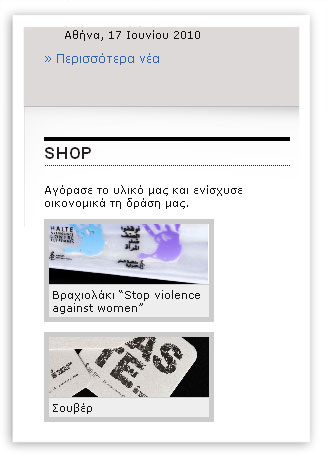 Αθήνα, 17 Ιουνίου 2010
» Περισσότερα νέα
SHOP
Αγόρασε το υλικό μας και ενίσχυσε
οικονομικά τη δράση μας.
Βραχιολάκι “Stop violence
against women”
Σουβέρ